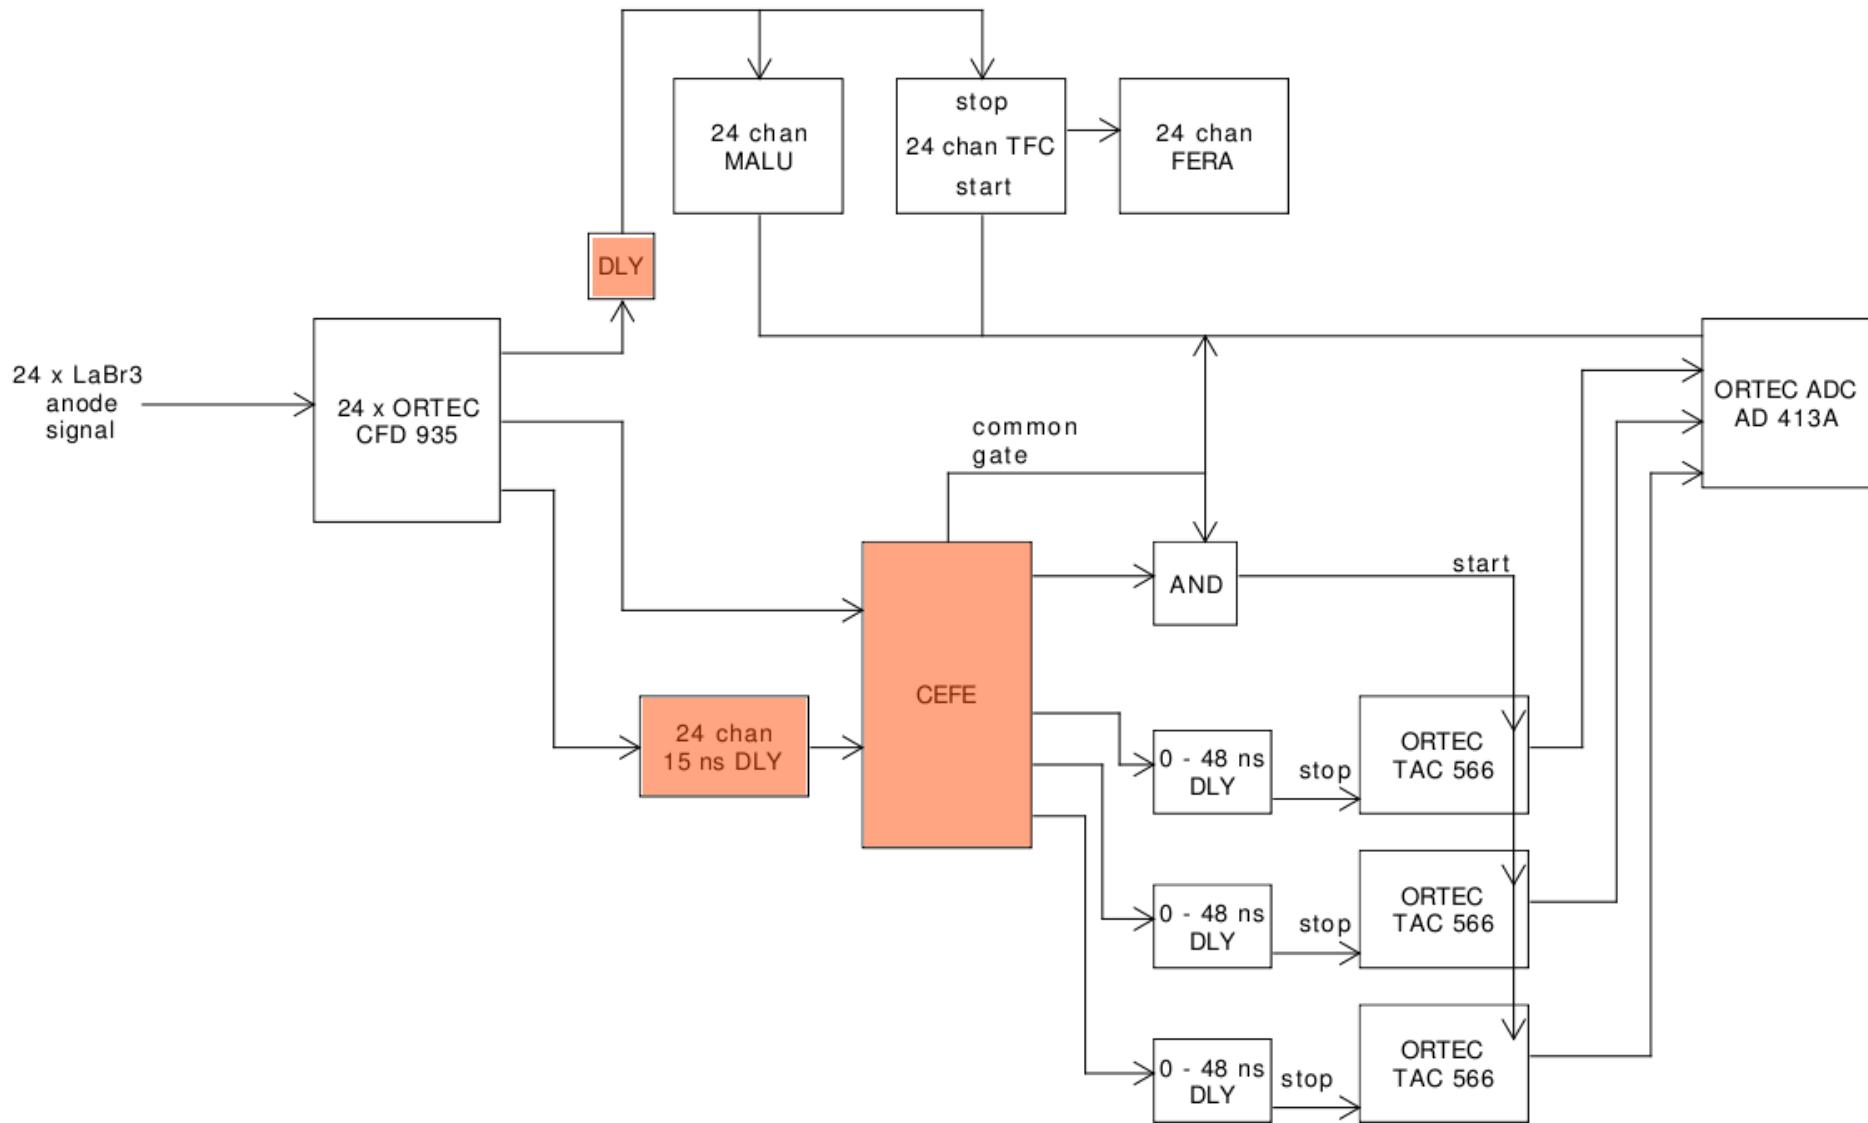 stop
24 chan
MALU
24 chan TFC
24 chan
FERA
start
DLY
24 x LaBr3
anode
signal
24 x ORTEC
CFD 935
ORTEC ADC
AD 413A
common
gate
AND
start
CEFE
24 chan
15 ns DLY
0 - 48 ns
DLY
stop
ORTEC
TAC 566
0 - 48 ns
DLY
stop
ORTEC
TAC 566
0 - 48 ns
DLY
stop
ORTEC
TAC 566